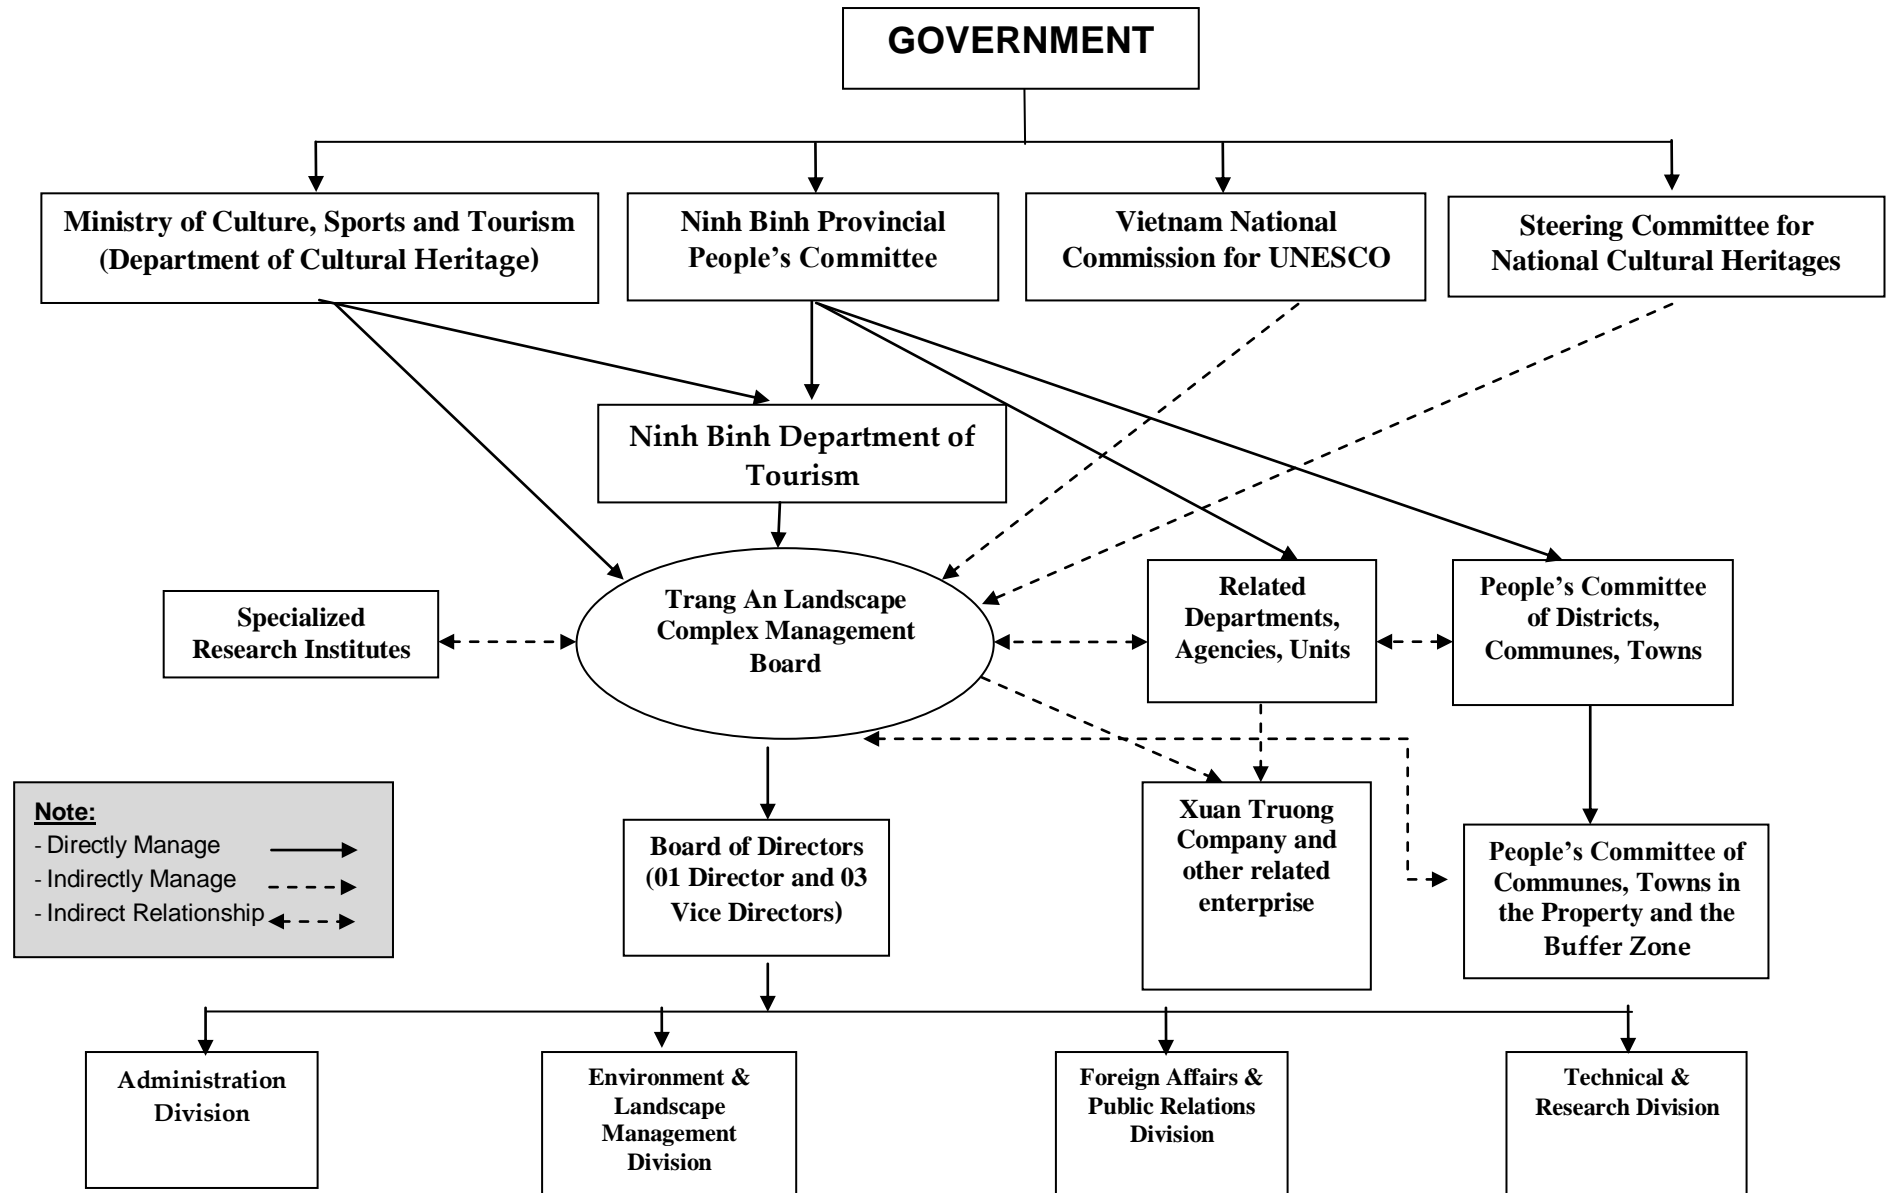 GOVERNMENT
Ministry of Culture, Sports and Tourism
(Department of Cultural Heritage)
Ninh Binh Provincial
People’s Committee
Vietnam National
Commission for UNESCO
Steering Committee for
National Cultural Heritages
Ninh Binh Department of
Tourism
Specialized
Research Institutes
Trang An Landscape
Complex Management
Board
Related
Departments,
Agencies, Units
People’s Committee
of Districts,
Communes, Towns
Note:
- Directly Manage
- Indirectly Manage
- Indirect Relationship
Board of Directors
(01 Director and 03
Vice Directors)
Xuan Truong
Company and
other related
enterprise
People’s Committee of
Communes, Towns in
the Property and the
Buffer Zone
Administration
Division
Environment &
Landscape
Management
Division
Foreign Affairs &
Public Relations
Division
Technical &
Research Division